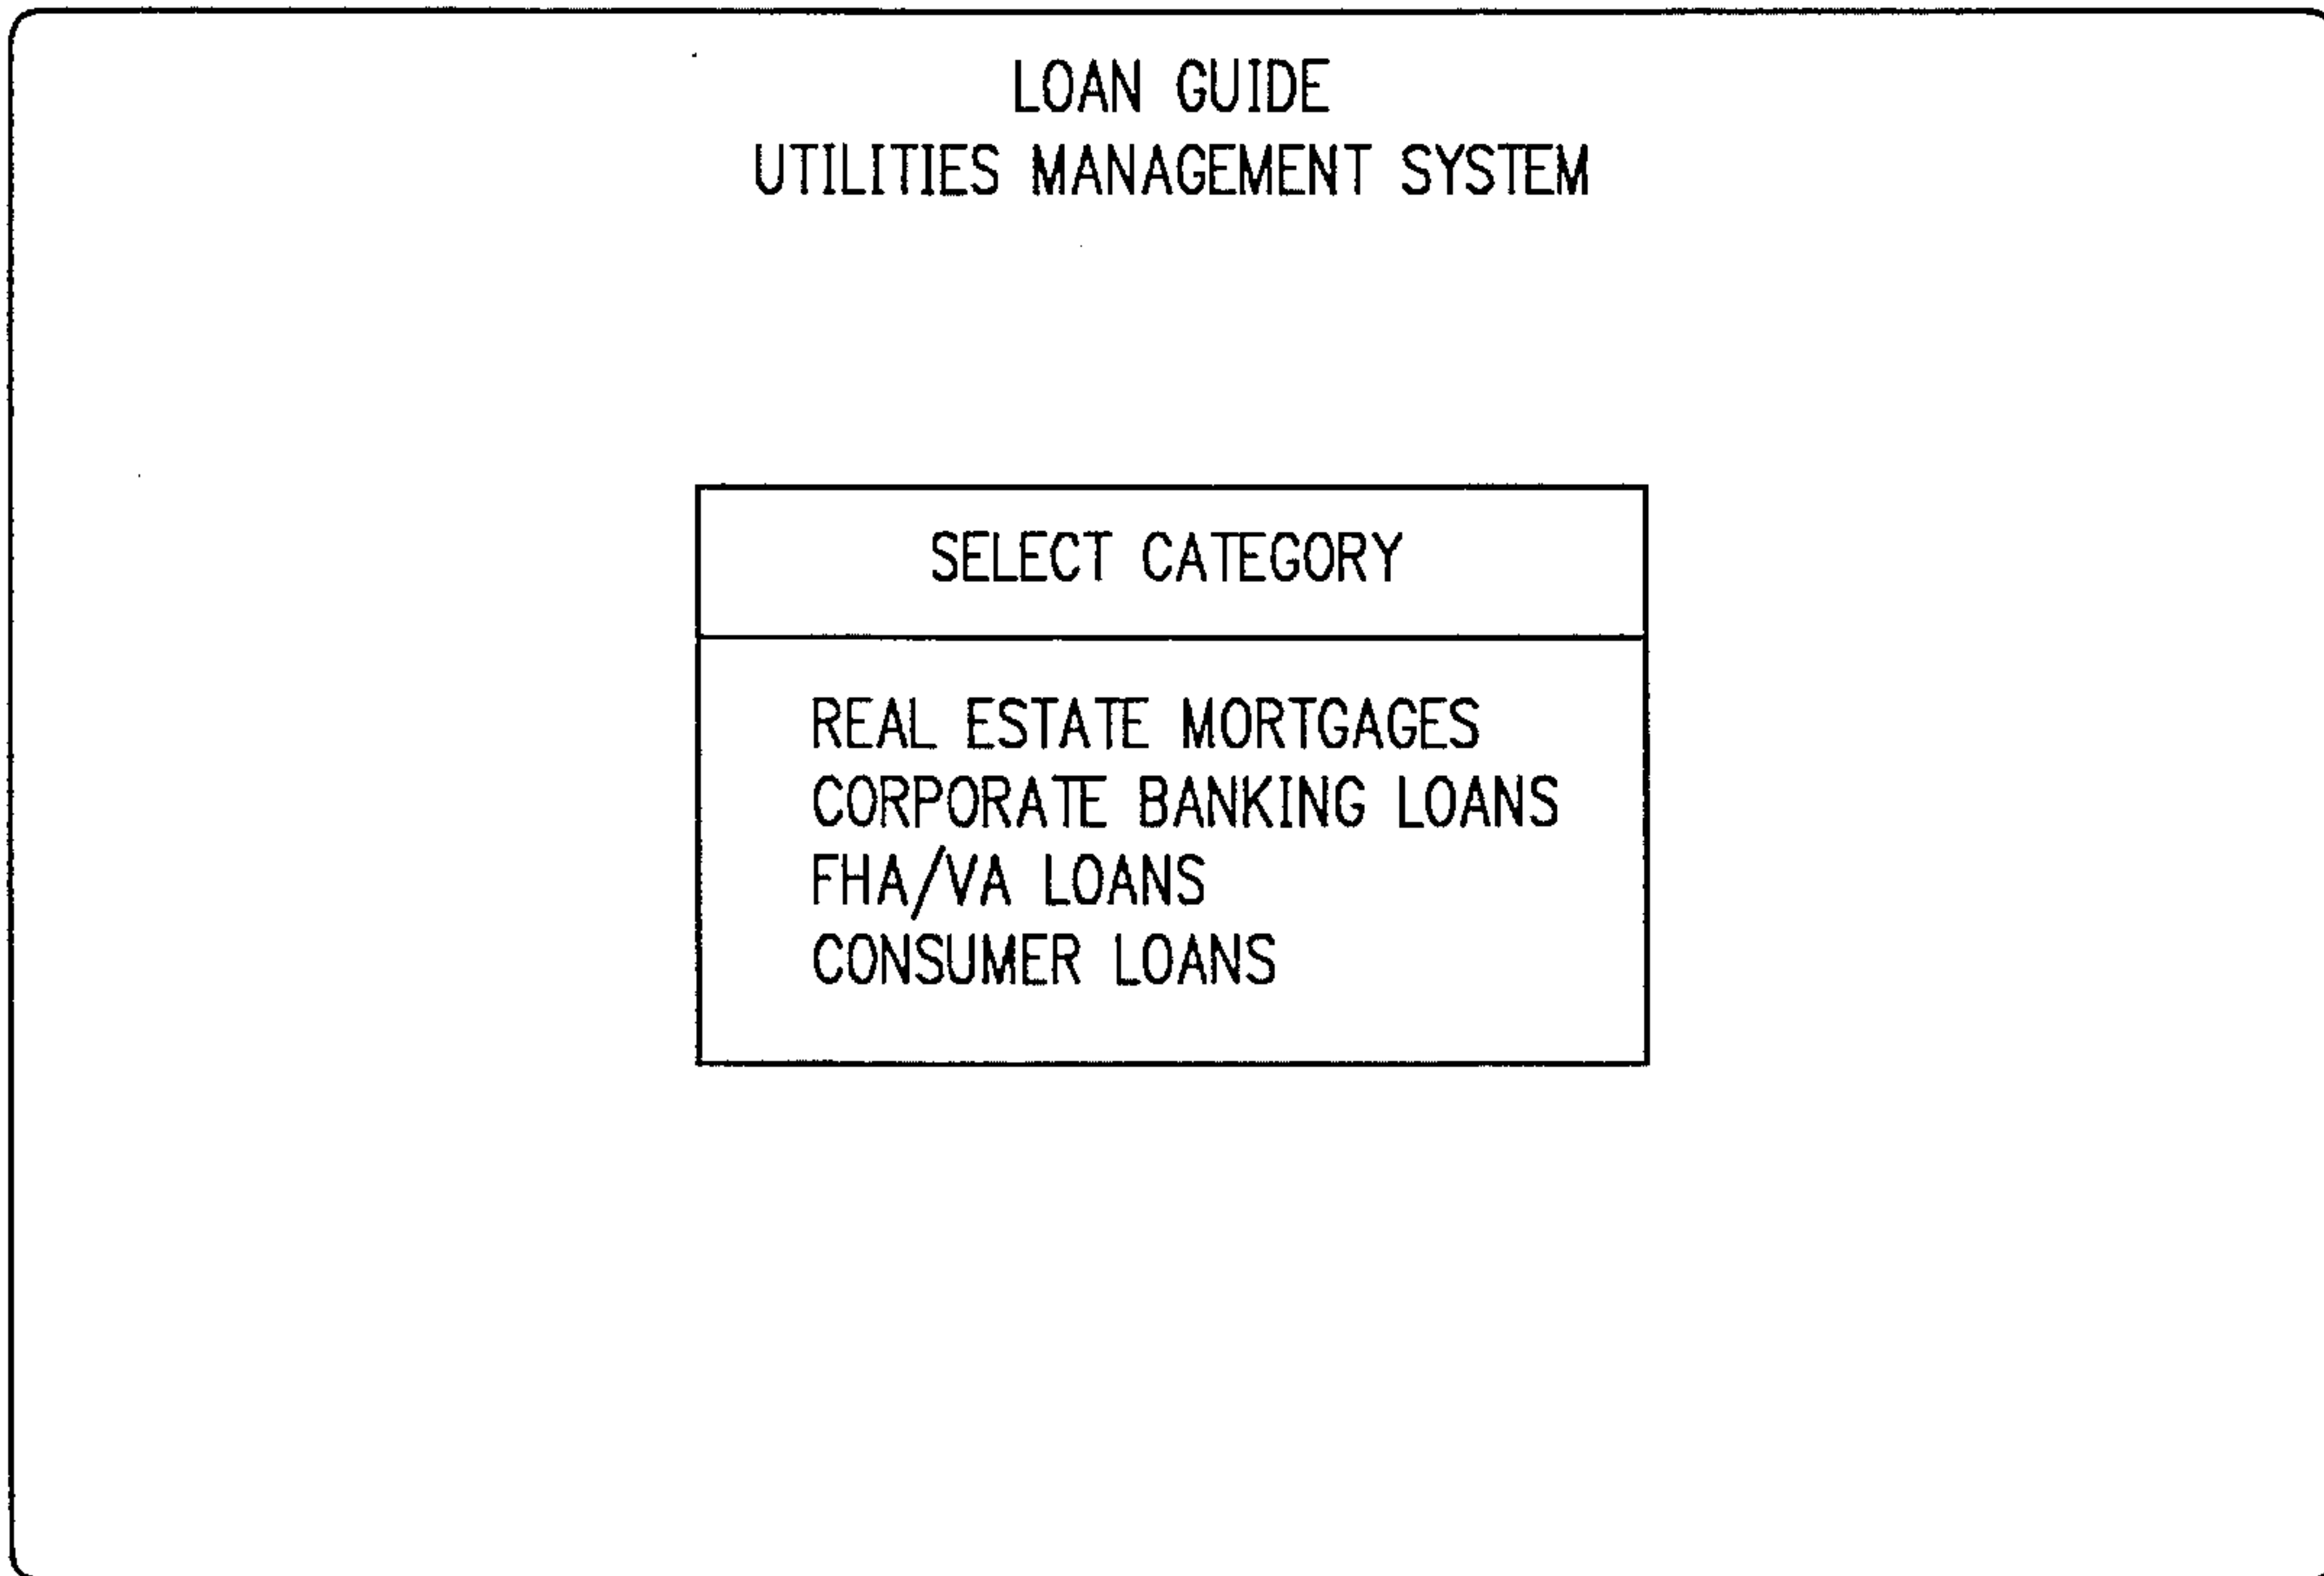 LOAN GUIDE
UTILITIES MANAGEMENT SYSTEM
SELECT CATEGORY
REAL ESTATE MORTGAGES
CORPORATE BANKING LOANS
FHA/VA LOANS
CONSUMER LOANS